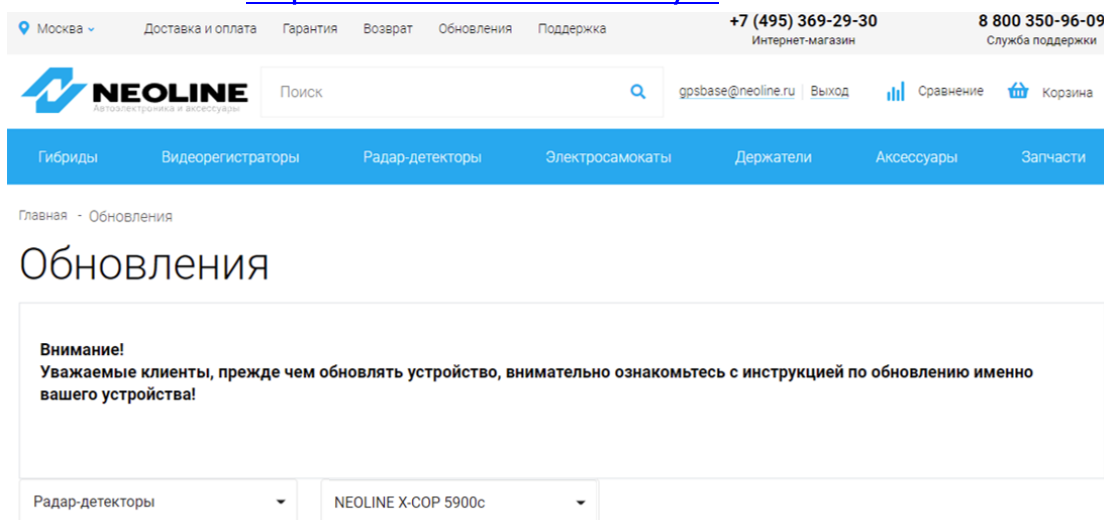 Москва Доставка и оплата Гарантия Возврат Обновления Поддержка +7 (495) 369-29-30 8 800 350-96-09
Интернет-магазин Служба поддержки
NEOLINE
Автоэлектроника и аксессуары
Поиск gpsbase@neoline.ru Выход Сравнение Корзина
Гибриды Видеорегистраторы Радар-детекторы Электросамокаты Держатели Аксессуары Запчасти
Главная - Обновления
Обновления
Внимание!
Уважаемые клиенты, прежде чем обновлять устройство, внимательно ознакомьтесь с инструкцией по обновлению именно
вашего устройства!
Радар-детекторы NEOLINE X-COP 5900c